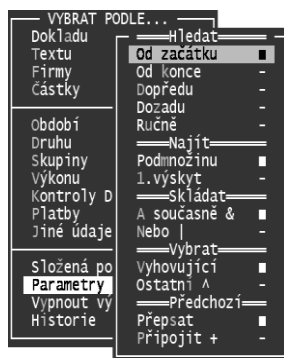 VYBRAT PODLE...
Dokladu
Textu
Firmy
Částky
Období
Druhu
Skupiny
Výkonu
Kontroly D
Platby
Jiné údaje
Složená po
Parametry
Vypnout vý
Historie
Hledat
Od začátku ■
Od konce -
Dopředu -
Dozadu -
Ručně -
Najít
Podmnožinu ■
1.výskyt -
Skládat
A současně & ■
Nebo | -
Vybrat
Vyhovující ■
Ostatní ^ -
Předchozí
Přepsat ■
Připojit + -